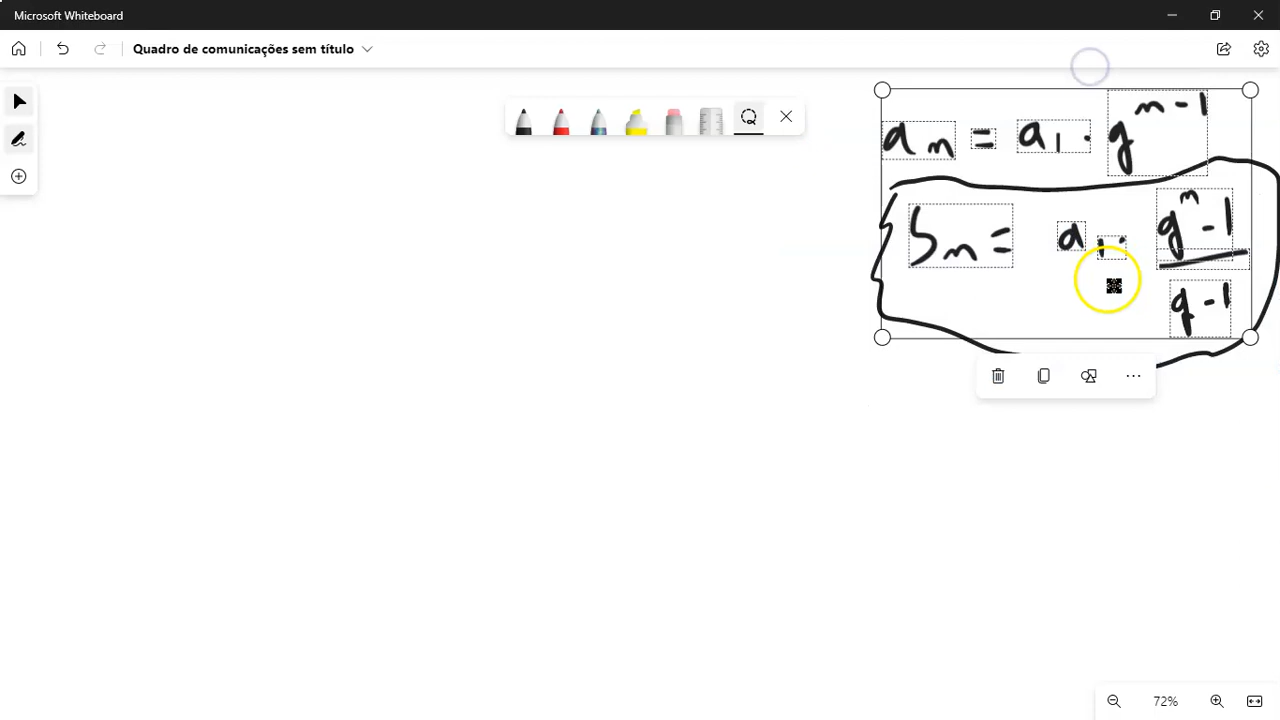 Microsoft Whiteboard
Quadro de comunicações sem título
an = a1 · q^n-1
Sn = a1 · q^n - 1
q - 1
72%